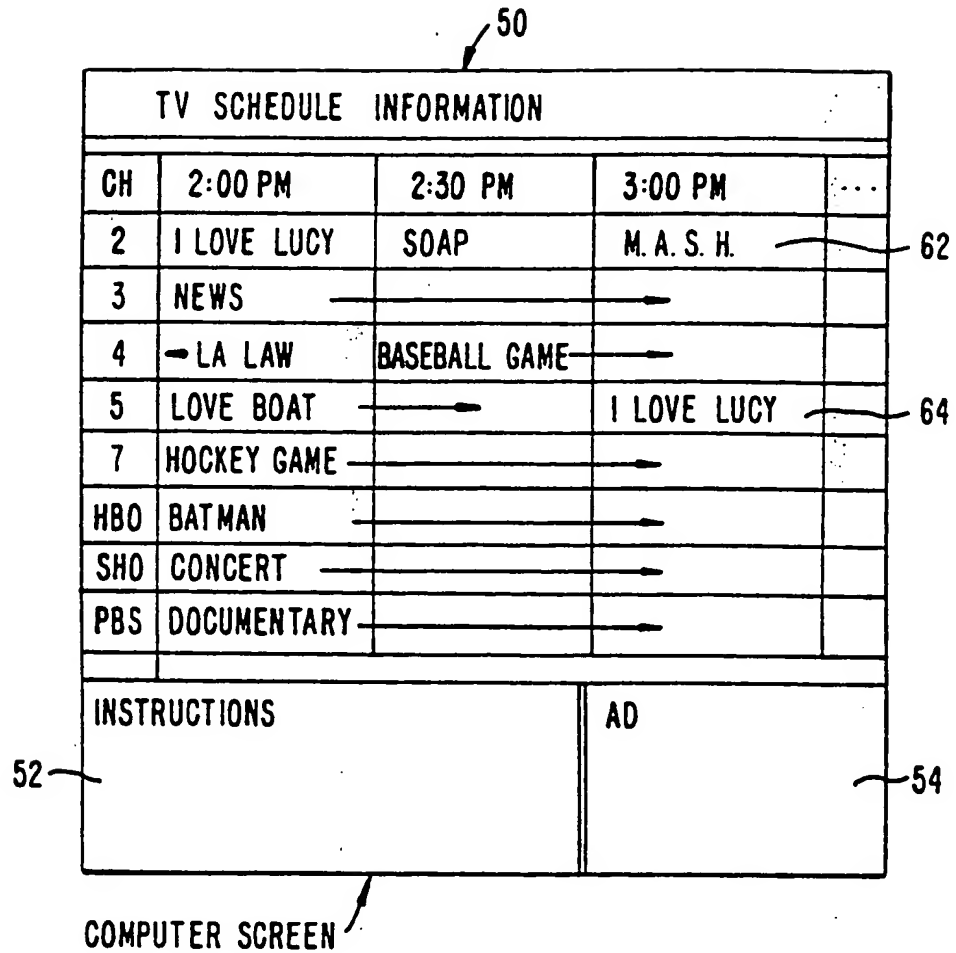 50
TV SCHEDULE INFORMATION
CH 2:00 PM 2:30 PM 3:00 PM ....
2 I LOVE LUCY SOAP M.A.S.H. 62
3 NEWS
4 LA LAW BASEBALL GAME
5 LOVE BOAT I LOVE LUCY 64
7 HOCKEY GAME
HBO BATMAN
SHO CONCERT
PBS DOCUMENTARY
INSTRUCTIONS AD
52 54
COMPUTER SCREEN